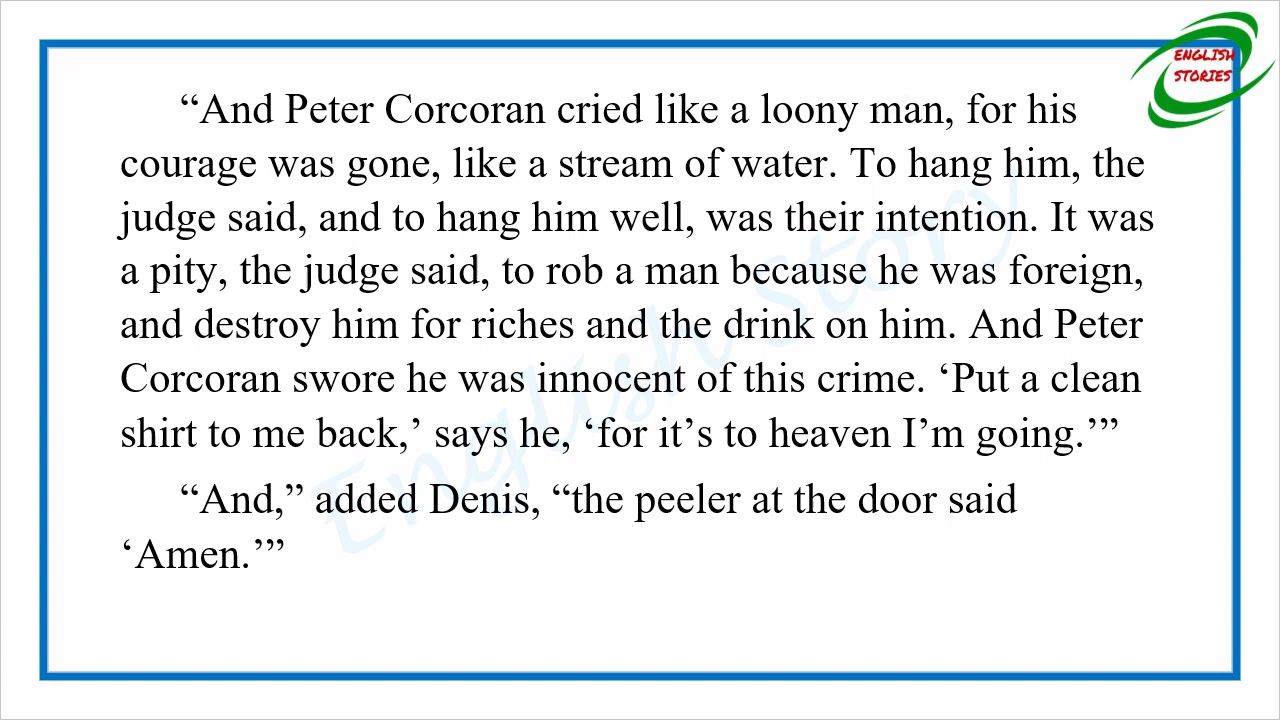 ENGLISH
STORIES
“And Peter Corcoran cried like a loony man, for his
courage was gone, like a stream of water. To hang him, the
judge said, and to hang him well, was their intention. It was
a pity, the judge said, to rob a man because he was foreign,
and destroy him for riches and the drink on him. And Peter
Corcoran swore he was innocent of this crime. ‘Put a clean
shirt to me back,’ says he, ‘for it’s to heaven I’m going.’”
“And,” added Denis, “the peeler at the door said
‘Amen.’”
English Story